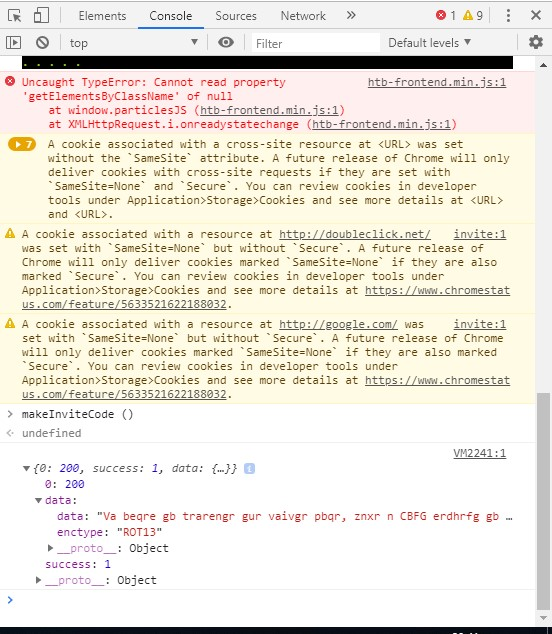 Elements Console Sources Network » 1 9
top Filter Default levels
Uncaught TypeError: Cannot read property htb-frontend.min.js:1
'getElementsByClassName' of null
at window.particlesJS (htb-frontend.min.js:1)
at XMLHttpRequest.i.onreadystatechange (htb-frontend.min.js:1)
7 A cookie associated with a cross-site resource at <URL> was set
without the `SameSite` attribute. A future release of Chrome will only
deliver cookies with cross-site requests if they are set with
`SameSite=None` and `Secure`. You can review cookies in developer
tools under Application>Storage>Cookies and see more details at <URL>
and <URL>.
A cookie associated with a resource at http://doubleclick.net/ invite:1
was set with `SameSite=None` but without `Secure`. A future release of
Chrome will only deliver cookies marked `SameSite=None` if they are also
marked `Secure`. You can review cookies in developer tools under
Application>Storage>Cookies and see more details at https://www.chromestat
us.com/feature/5633521622188032.
A cookie associated with a resource at http://google.com/ was invite:1
set with `SameSite=None` but without `Secure`. A future release of Chrome
will only deliver cookies marked `SameSite=None` if they are also marked
`Secure`. You can review cookies in developer tools under
Application>Storage>Cookies and see more details at https://www.chromestat
us.com/feature/5633521622188032.
> makeInviteCode ()
undefined
VM2241:1
{0: 200, success: 1, data: {…}} i
0: 200
data:
data: "Va beqre gb trarengr gur vaivgr pbqr, znxr n CBFG erdhrfg gb …
enctype: "ROT13"
__proto__: Object
success: 1
__proto__: Object
>